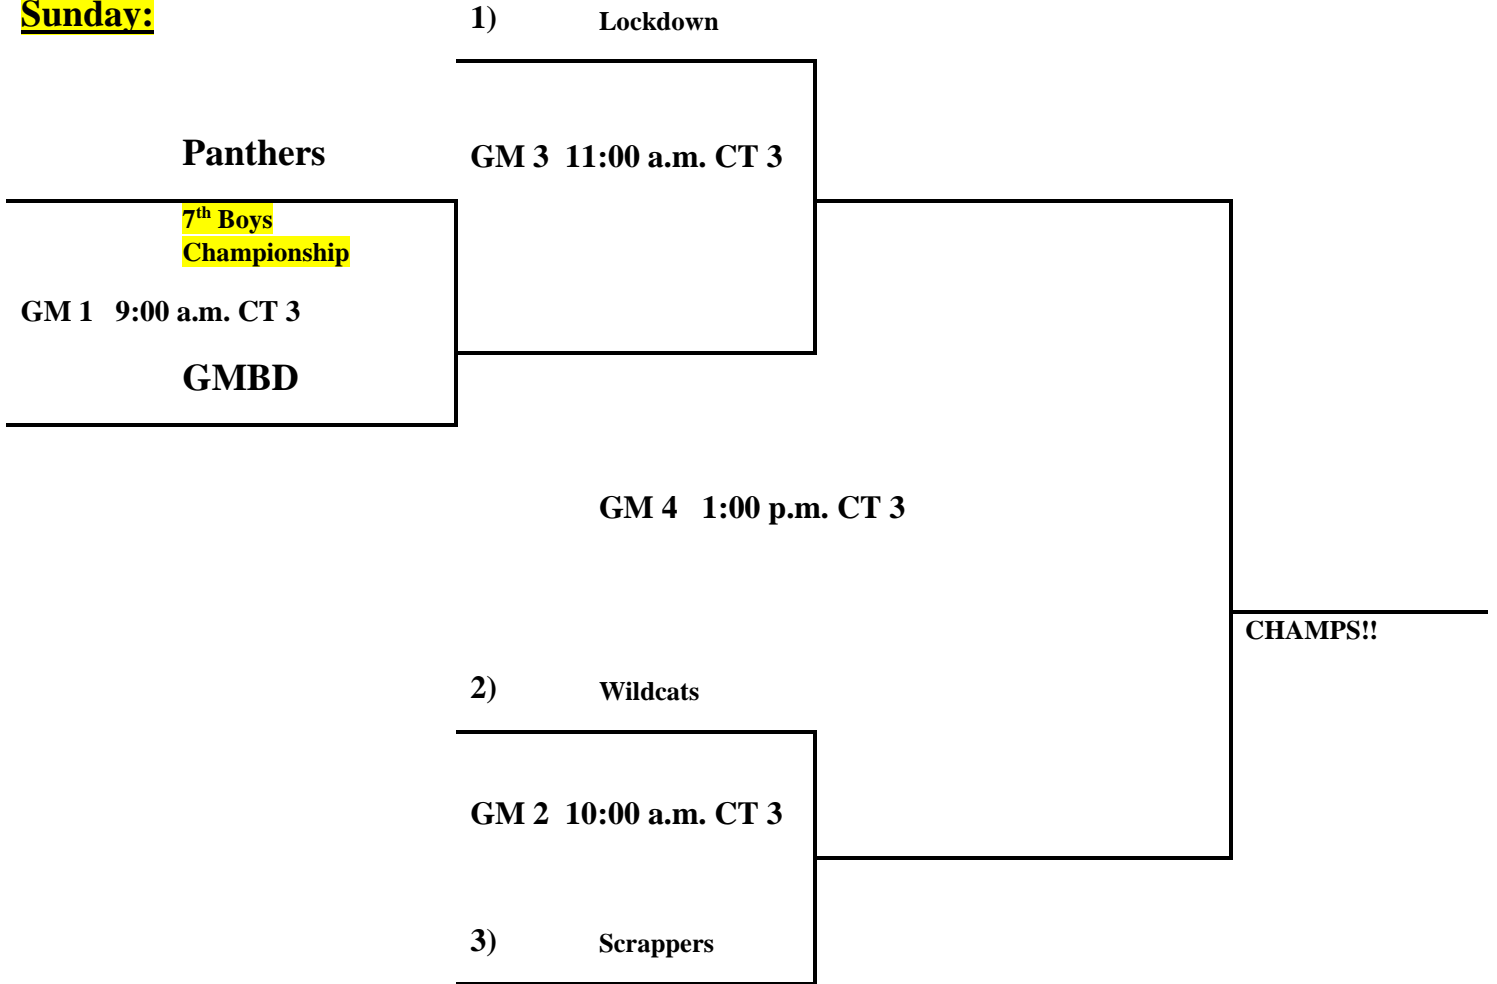 Sunday:
1) Lockdown
Panthers
GM 3 11:00 a.m. CT 3
7th Boys
Championship
GM 1 9:00 a.m. CT 3
GMBD
GM 4 1:00 p.m. CT 3
CHAMPS!!
2) Wildcats
GM 2 10:00 a.m. CT 3
3) Scrappers